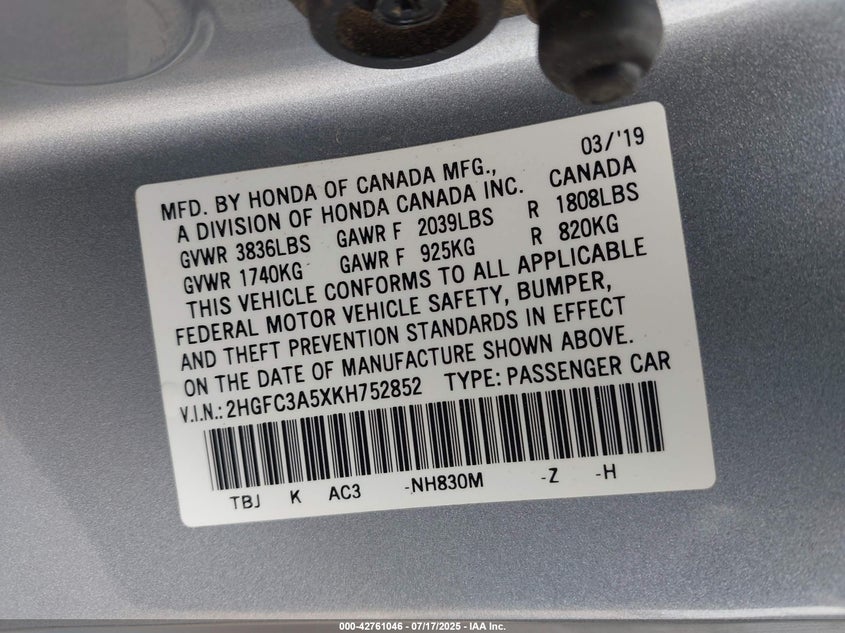 03/'19
MFD. BY HONDA OF CANADA MFG.,
A DIVISION OF HONDA CANADA INC. CANADA
GVWR 3836LBS GAWR F 2039LBS R 1808LBS
GVWR 1740KG GAWR F 925KG R 820KG
THIS VEHICLE CONFORMS TO ALL APPLICABLE
FEDERAL MOTOR VEHICLE SAFETY, BUMPER,
AND THEFT PREVENTION STANDARDS IN EFFECT
ON THE DATE OF MANUFACTURE SHOWN ABOVE.
V.I.N.: 2HGFC3A5XKH752852 TYPE: PASSENGER CAR
TBJ K AC3 -NH830M -Z -H
000-42761046 - 07/17/2025 - IAA Inc.